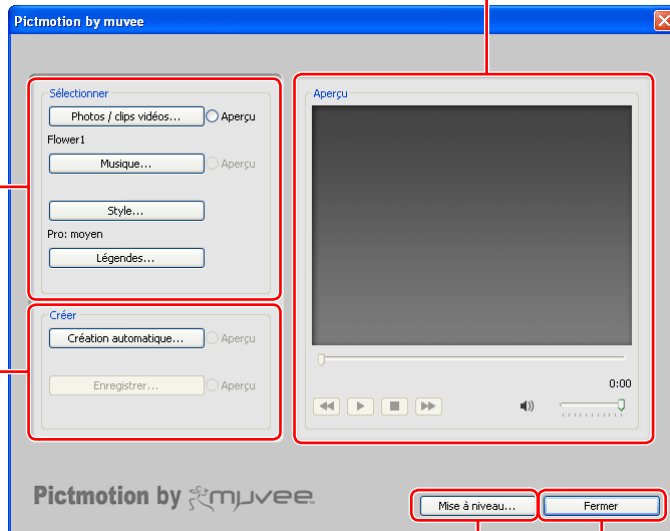 Pictmotion by muvee
Sélectionner
Photos / clips vidéos...
Aperçu
Flower1
Musique...
Aperçu
Style...
Pro: moyen
Légendes...
Créer
Création automatique...
Aperçu
Enregistrer...
Aperçu
Aperçu
0:00
Pictmotion by muvee
Mise à niveau...
Fermer